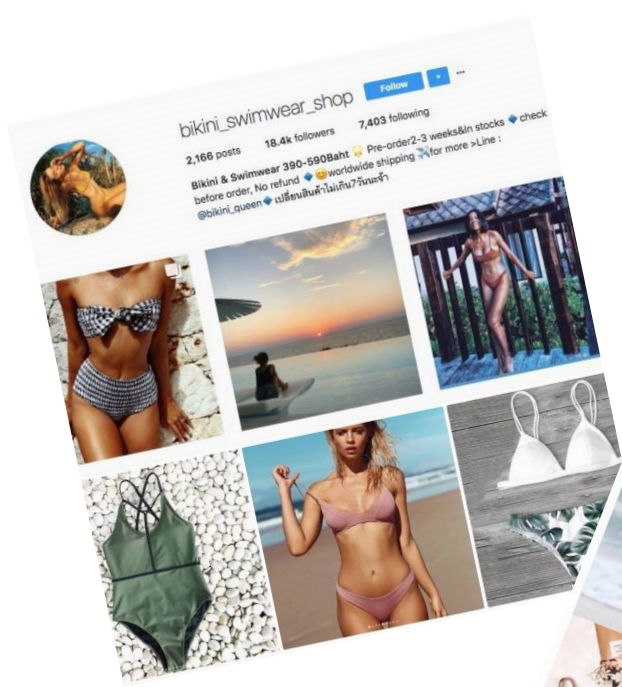 bikini_swimwear_shop Follow
2,166 posts 18.4k followers 7,403 following
Bikini & Swimwear 390-590Baht Pre-order2-3 weeks&In stocks 🔷 check
before order, No refund 🔷😊worldwide shipping ✈️for more >Line :
@bikini_queen🔷เปลี่ยนสินค้าไม่เกิน7วันนะจ้า